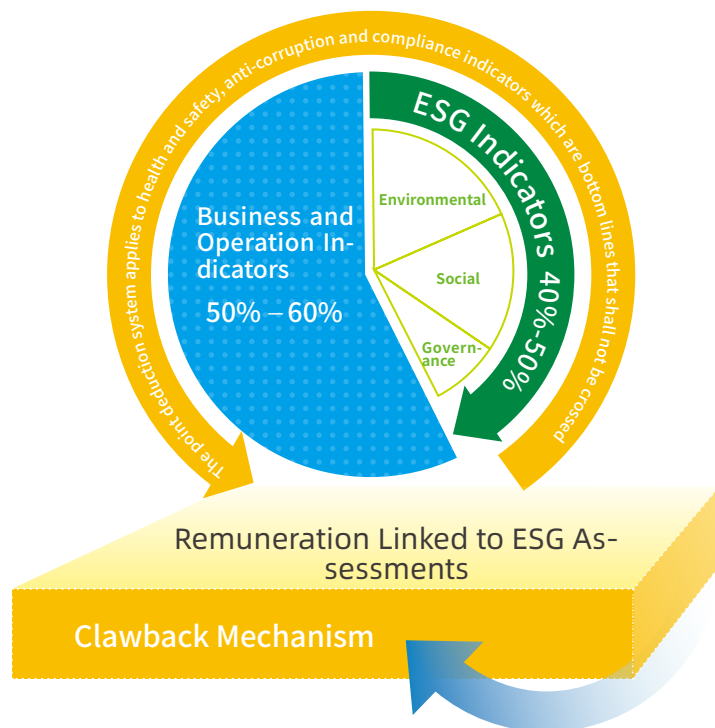 The point deduction system applies to health and safety, anti-corruption and compliance indicators which are bottom lines that shall not be crossed
ESG Indicators 40%-50%
Environmental
Social
Govern-
ance
Business and
Operation In-
dicators
50% – 60%
Remuneration Linked to ESG As-
sessments
Clawback Mechanism